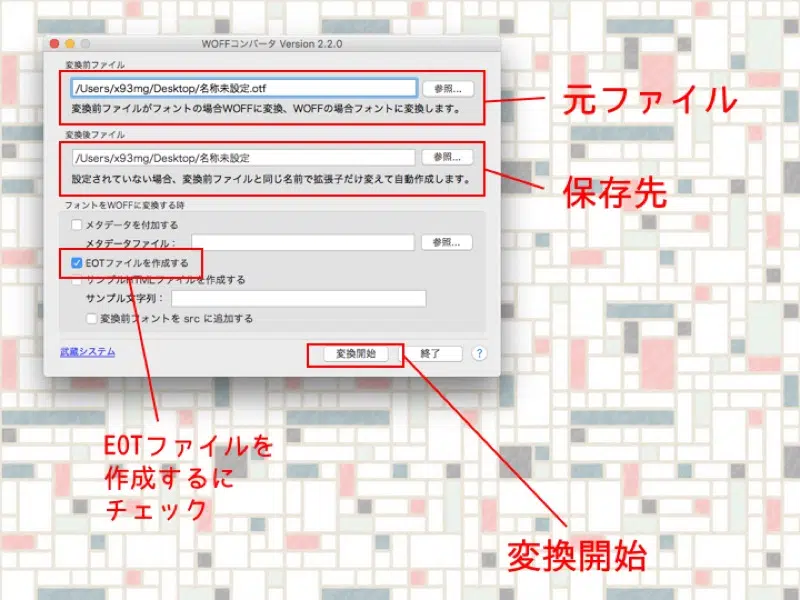 WOFFコンバータ Version 2.2.0
変換前ファイル
/Users/x93mg/Desktop/名称未設定.otf
参照...
変換前ファイルがフォントの場合WOFFに変換、WOFFの場合フォントに変換します。
元ファイル
変換後ファイル
/Users/x93mg/Desktop/名称未設定
参照...
設定されていない場合、変換前ファイルと同じ名前で拡張子だけ変えて自動作成します。
保存先
フォントをWOFFに変換する時
メタデータを付加する
メタデータファイル：
参照...
EOTファイルを作成する
サンプルHTMLファイルを作成する
サンプル文字列：
変換前フォントを src に追加する
武蔵システム
変換開始
終了
?
EOTファイルを
作成するに
チェック
変換開始